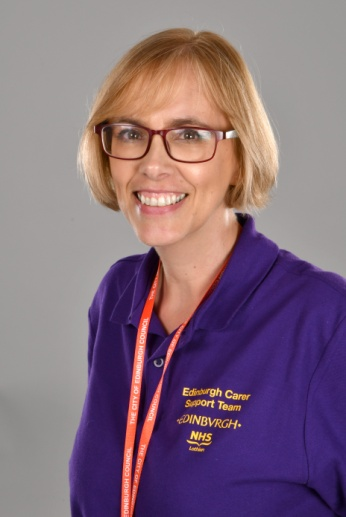 THE CITY OF EDINBURGH COUNCIL
Edinburgh Carer
Support Team
•EDINBVRGH•
NHS
Lothian